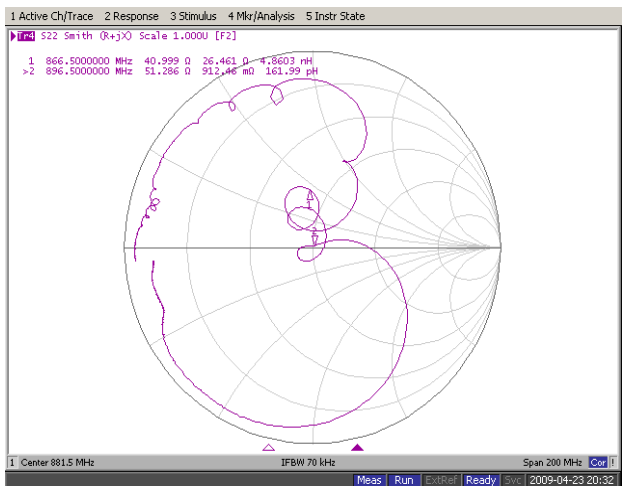 1 Active Ch/Trace 2 Response 3 Stimulus 4 Mkr/Analysis 5 Instr State
Tr4 S22 Smith (R+jX) Scale 1.000U [F2]
1 866.5000000 MHz 40.999 Ω 26.461 Ω 4.8603 nH
>2 896.5000000 MHz 51.286 Ω 912.46 mΩ 161.99 pH
1
2
1 Center 881.5 MHz IFBW 70 kHz Span 200 MHz Cor !
Meas Run ExtRef Ready Svc 2009-04-23 20:32